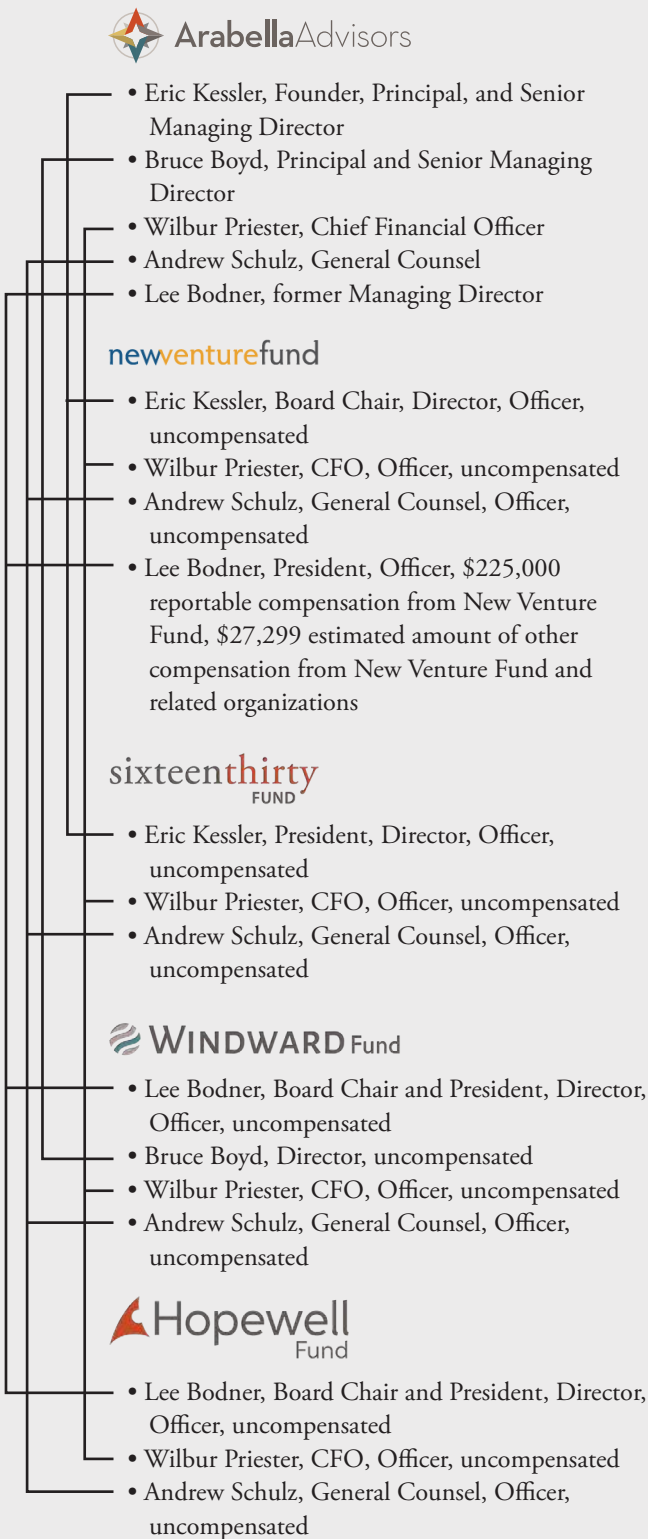 ArabellaAdvisors
• Eric Kessler, Founder, Principal, and Senior
Managing Director
• Bruce Boyd, Principal and Senior Managing
Director
• Wilbur Priester, Chief Financial Officer
• Andrew Schulz, General Counsel
• Lee Bodner, former Managing Director
newventurefund
• Eric Kessler, Board Chair, Director, Officer,
uncompensated
• Wilbur Priester, CFO, Officer, uncompensated
• Andrew Schulz, General Counsel, Officer,
uncompensated
• Lee Bodner, President, Officer, $225,000
reportable compensation from New Venture
Fund, $27,299 estimated amount of other
compensation from New Venture Fund and
related organizations
sixteenthirty
FUND
• Eric Kessler, President, Director, Officer,
uncompensated
• Wilbur Priester, CFO, Officer, uncompensated
• Andrew Schulz, General Counsel, Officer,
uncompensated
WINDWARD Fund
• Lee Bodner, Board Chair and President, Director,
Officer, uncompensated
• Bruce Boyd, Director, uncompensated
• Wilbur Priester, CFO, Officer, uncompensated
• Andrew Schulz, General Counsel, Officer,
uncompensated
Hopewell
Fund
• Lee Bodner, Board Chair and President, Director,
Officer, uncompensated
• Wilbur Priester, CFO, Officer, uncompensated
• Andrew Schulz, General Counsel, Officer,
uncompensated